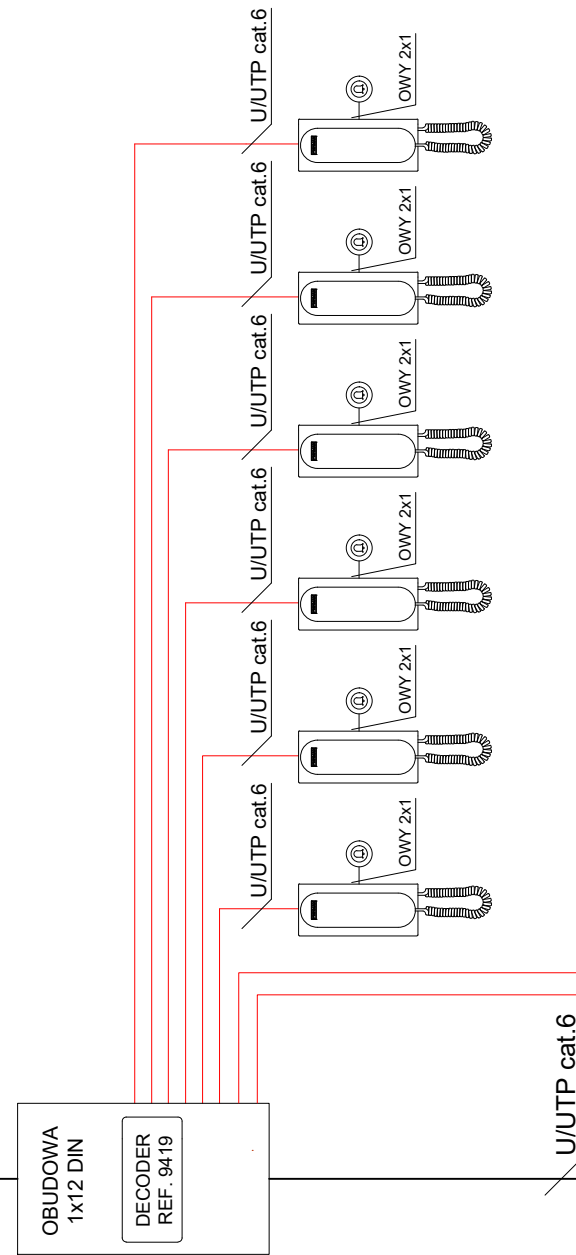 U/UTP cat.6
OWY 2x1
U/UTP cat.6
OWY 2x1
U/UTP cat.6
OWY 2x1
U/UTP cat.6
OWY 2x1
U/UTP cat.6
OWY 2x1
U/UTP cat.6
OWY 2x1
OBUDOWA
1x12 DIN
DECODER
REF. 9419
U/UTP cat.6